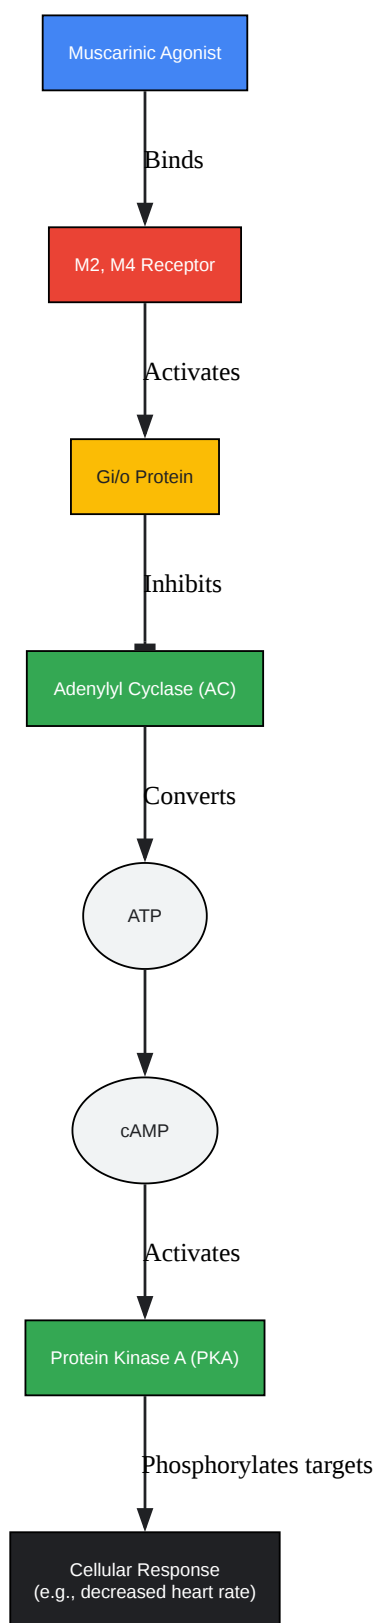 Muscarinic Agonist
Binds
M2, M4 Receptor
Activates
Gi/o Protein
Inhibits
Adenylyl Cyclase (AC)
Converts
ATP
cAMP
Activates
Protein Kinase A (PKA)
Phosphorylates targets
Cellular Response
(e.g., decreased heart rate)